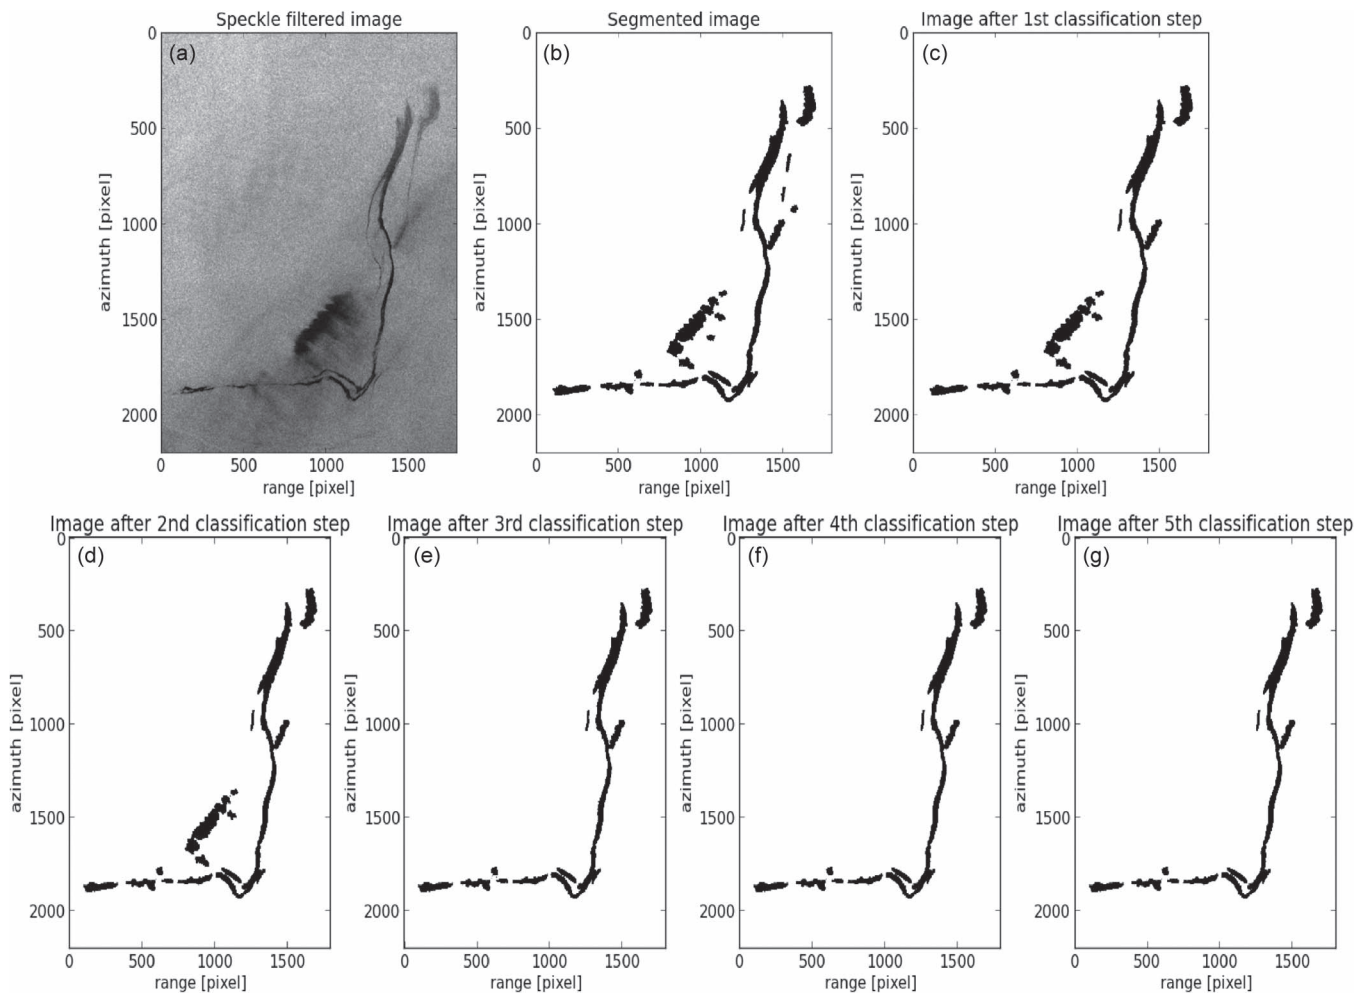 Speckle filtered image
Segmented image
Image after 1st classification step
(a)
(b)
(c)
0
500
1000
1500
2000
azimuth [pixel]
0 500 1000 1500
range [pixel]
0
500
1000
1500
2000
azimuth [pixel]
0 500 1000 1500
range [pixel]
0
500
1000
1500
2000
azimuth [pixel]
0 500 1000 1500
range [pixel]
Image after 2nd classification step
Image after 3rd classification step
Image after 4th classification step
Image after 5th classification step
(d)
(e)
(f)
(g)
0
500
1000
1500
2000
azimuth [pixel]
0 500 1000 1500
range [pixel]
0
500
1000
1500
2000
azimuth [pixel]
0 500 1000 1500
range [pixel]
0
500
1000
1500
2000
azimuth [pixel]
0 500 1000 1500
range [pixel]
0
500
1000
1500
2000
azimuth [pixel]
0 500 1000 1500
range [pixel]